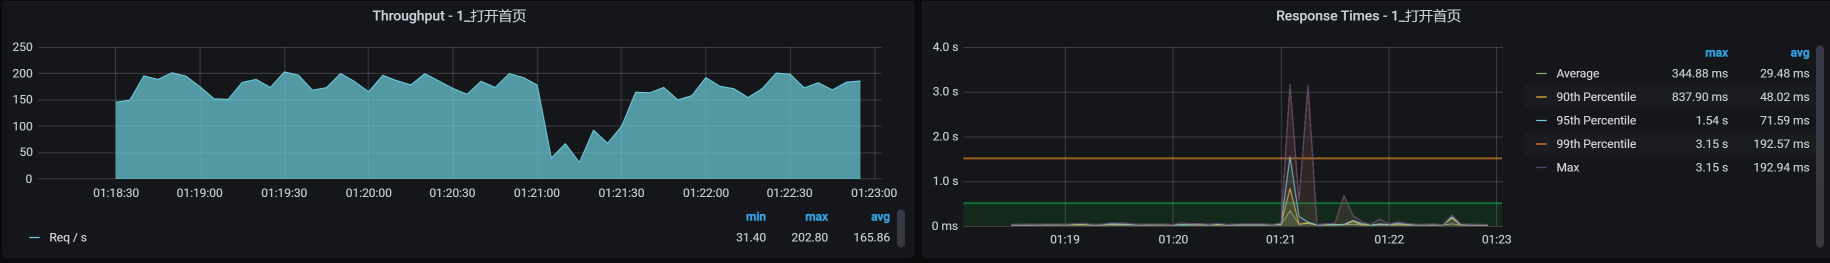 Throughput - 1_打开首页
250
200
150
100
50
0
01:18:30 01:19:00 01:19:30 01:20:00 01:20:30 01:21:00 01:21:30 01:22:00 01:22:30 01:23:00
min max avg
Req / s 31.40 202.80 165.86
Response Times - 1_打开首页
4.0 s
3.0 s
2.0 s
1.0 s
0 ms
01:19 01:20 01:21 01:22 01:23
max avg
Average 344.88 ms 29.48 ms
90th Percentile 837.90 ms 48.02 ms
95th Percentile 1.54 s 71.59 ms
99th Percentile 3.15 s 192.57 ms
Max 3.15 s 192.94 ms